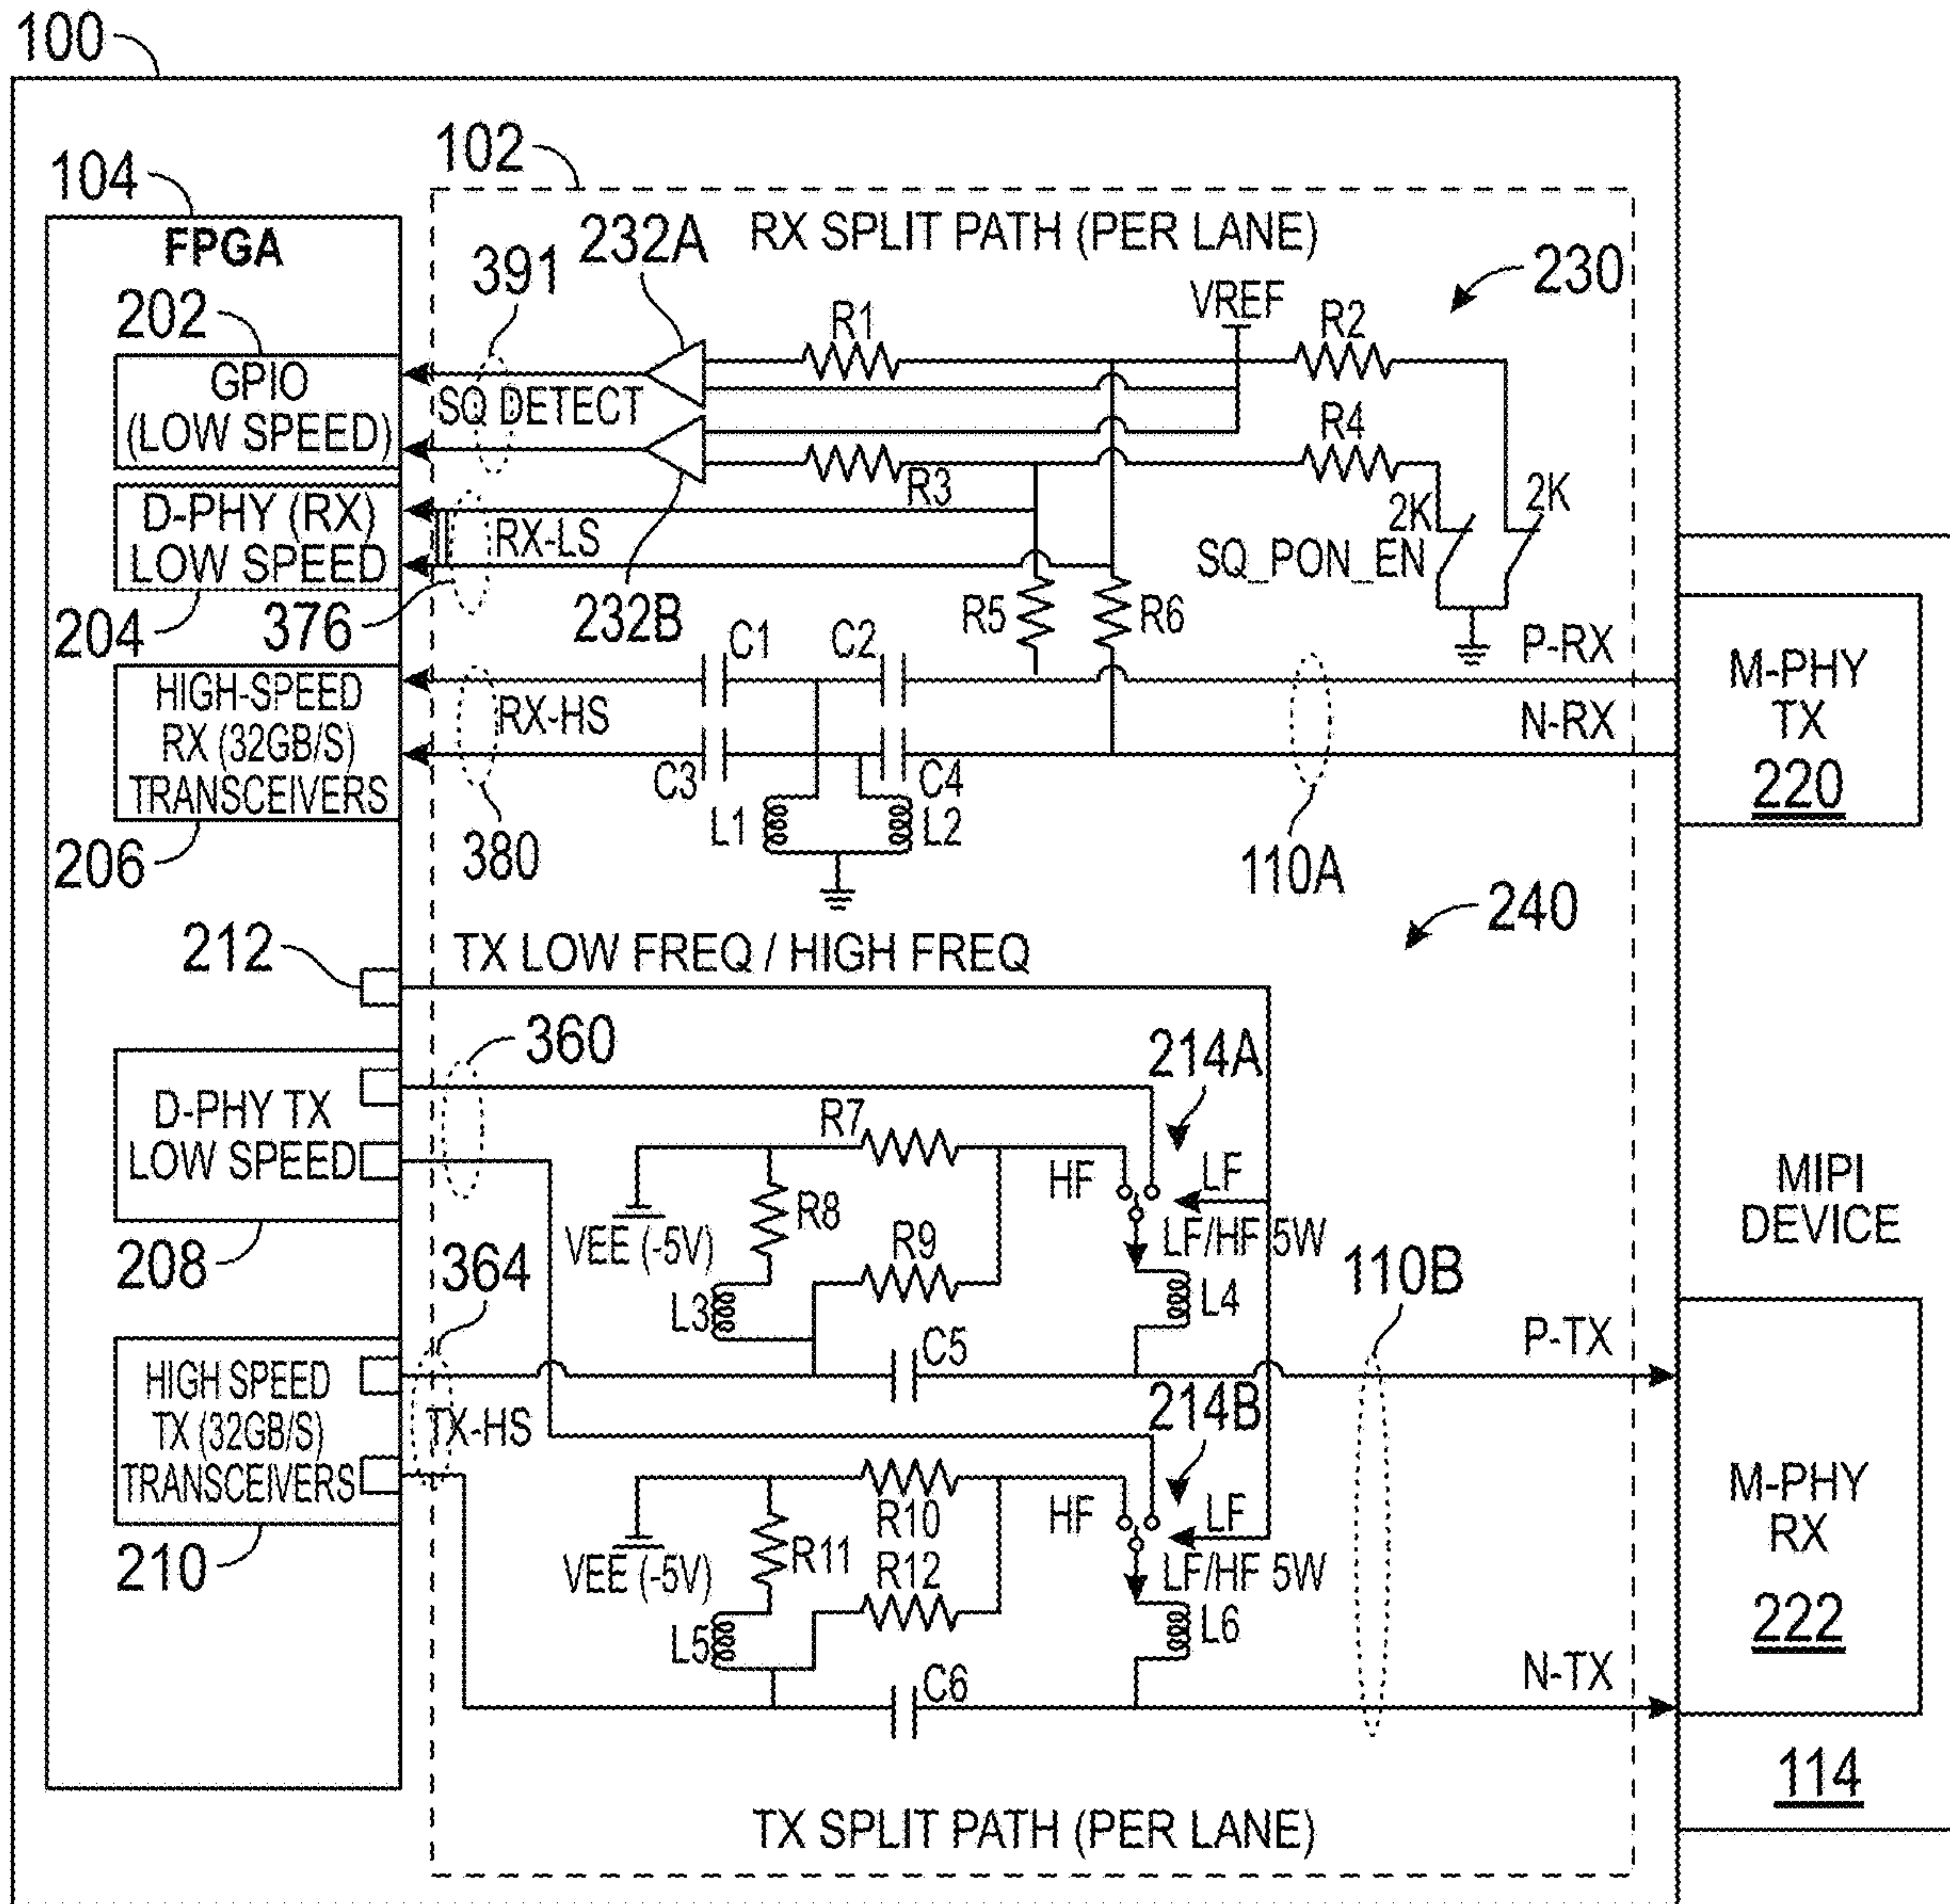 100
102
104
FPGA
RX SPLIT PATH (PER LANE)
232A
391
230
VREF
R1
R2
202
GPIO
(LOW SPEED)
SQ DETECT
R4
R3
2K
2K
D-PHY (RX)
LOW SPEED
RX-LS
SQ_PON_EN
204
376
232B
R5
R6
C1
C2
P-RX
HIGH-SPEED
RX (32GB/S)
TRANSCEIVERS
RX-HS
N-RX
M-PHY
TX
220
C3
C4
L1
L2
206
380
110A
240
212
TX LOW FREQ / HIGH FREQ
360
214A
D-PHY TX
LOW SPEED
R7
HF
LF
R8
VEE (-5V)
R9
LF/HF 5W
MIPI
DEVICE
208
364
L3
L4
110B
C5
P-TX
HIGH SPEED
TX (32GB/S)
TRANSCEIVERS
TX-HS
214B
R10
HF
LF
R11
VEE (-5V)
R12
LF/HF 5W
M-PHY
RX
222
210
L5
L6
C6
N-TX
114
TX SPLIT PATH (PER LANE)